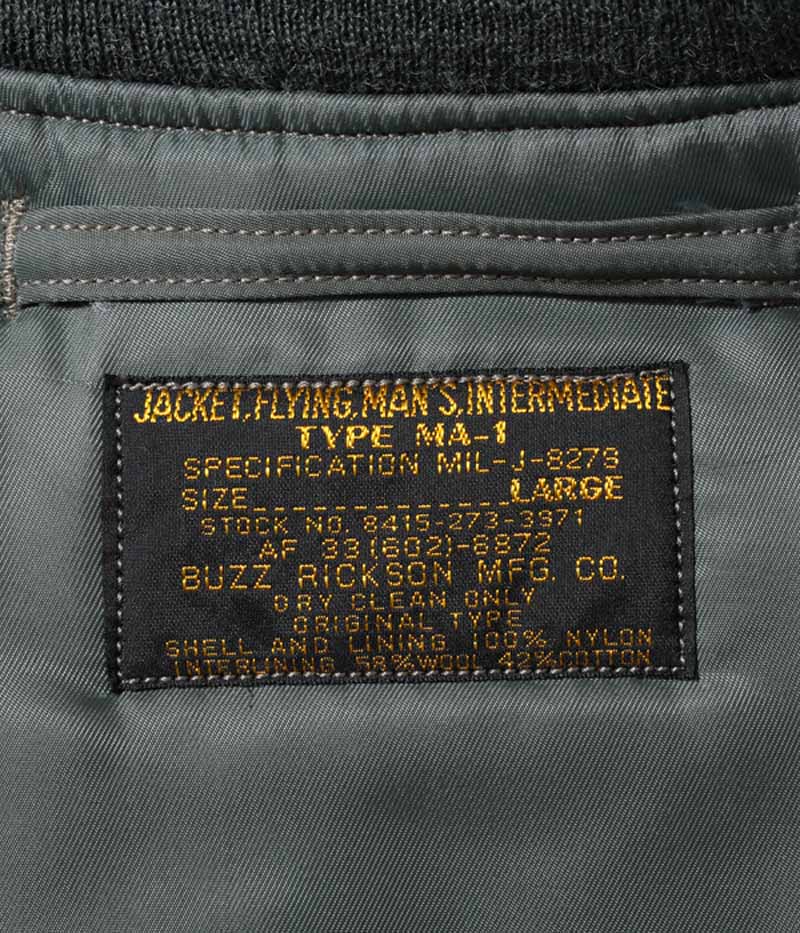 JACKET,FLYING,MAN'S,INTERMEDIATE
TYPE MA-1
SPECIFICATION MIL-J-8279
SIZE_______________LARGE
STOCK NO. 8415-273-3971
AF 33(602)-6872
BUZZ RICKSON MFG. CO.
DRY CLEAN ONLY
ORIGINAL TYPE
SHELL AND LINING 100% NYLON
INTERLINING 58%WOOL 42%COTTON